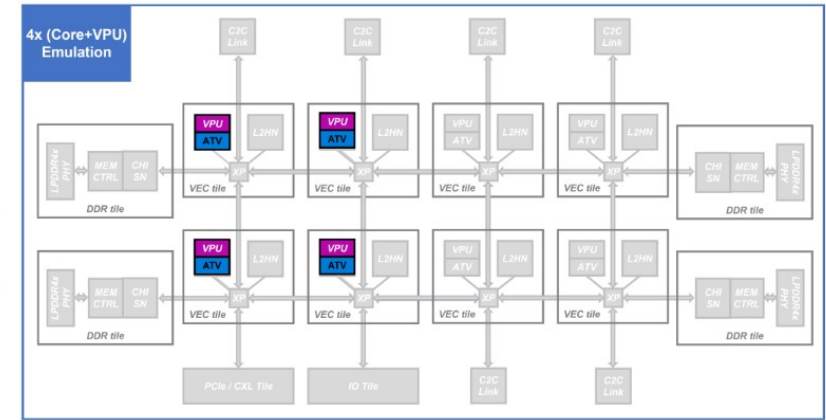 4x (Core+VPU)
Emulation
C2C
Link
C2C
Link
C2C
Link
C2C
Link
VPU
ATV
L2HN
XP
VEC tile
VPU
ATV
L2HN
XP
VEC tile
VPU
ATV
L2HN
XP
VEC tile
VPU
ATV
L2HN
XP
VEC tile
LPDDR4x
PHY
MEM
CTRL
CHI
SN
DDR tile
CHI
SN
MEM
CTRL
LPDDR4x
PHY
DDR tile
VPU
ATV
L2HN
XP
VEC tile
VPU
ATV
L2HN
XP
VEC tile
VPU
ATV
L2HN
XP
VEC tile
VPU
ATV
L2HN
XP
VEC tile
LPDDR4x
PHY
MEM
CTRL
CHI
SN
DDR tile
CHI
SN
MEM
CTRL
LPDDR4x
PHY
DDR tile
PCIe / CXL Tile
IO Tile
C2C
Link
C2C
Link